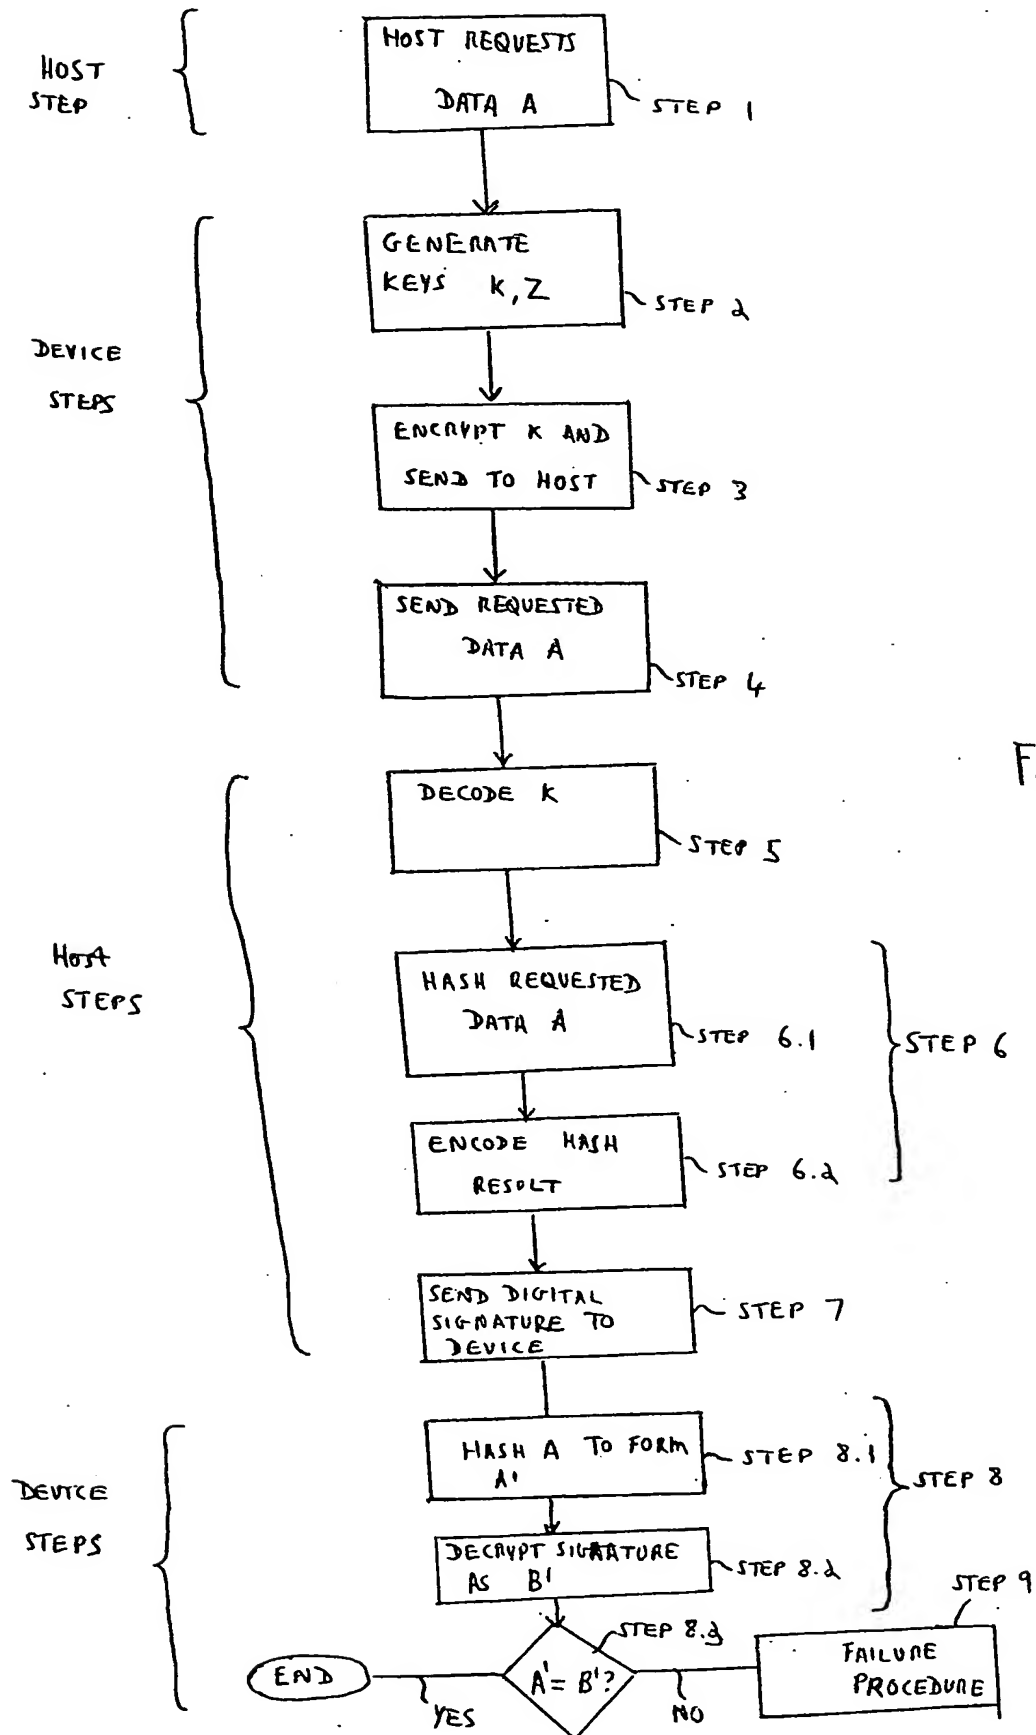 HOST
STEP
HOST REQUESTS
DATA A
STEP 1
DEVICE
STEPS
GENERATE
KEYS K, Z
STEP 2
ENCRYPT K AND
SEND TO HOST
STEP 3
SEND REQUESTED
DATA A
STEP 4
F
HOST
STEPS
DECODE K
STEP 5
HASH REQUESTED
DATA A
STEP 6.1
STEP 6
ENCODE HASH
RESULT
STEP 6.2
SEND DIGITAL
SIGNATURE TO
DEVICE
STEP 7
DEVICE
STEPS
HASH A TO FORM
A'
STEP 8.1
STEP 8
DECRYPT SIGNATURE
AS B'
STEP 8.2
STEP 8.3
A' = B'?
YES
NO
END
STEP 9
FAILURE
PROCEDURE